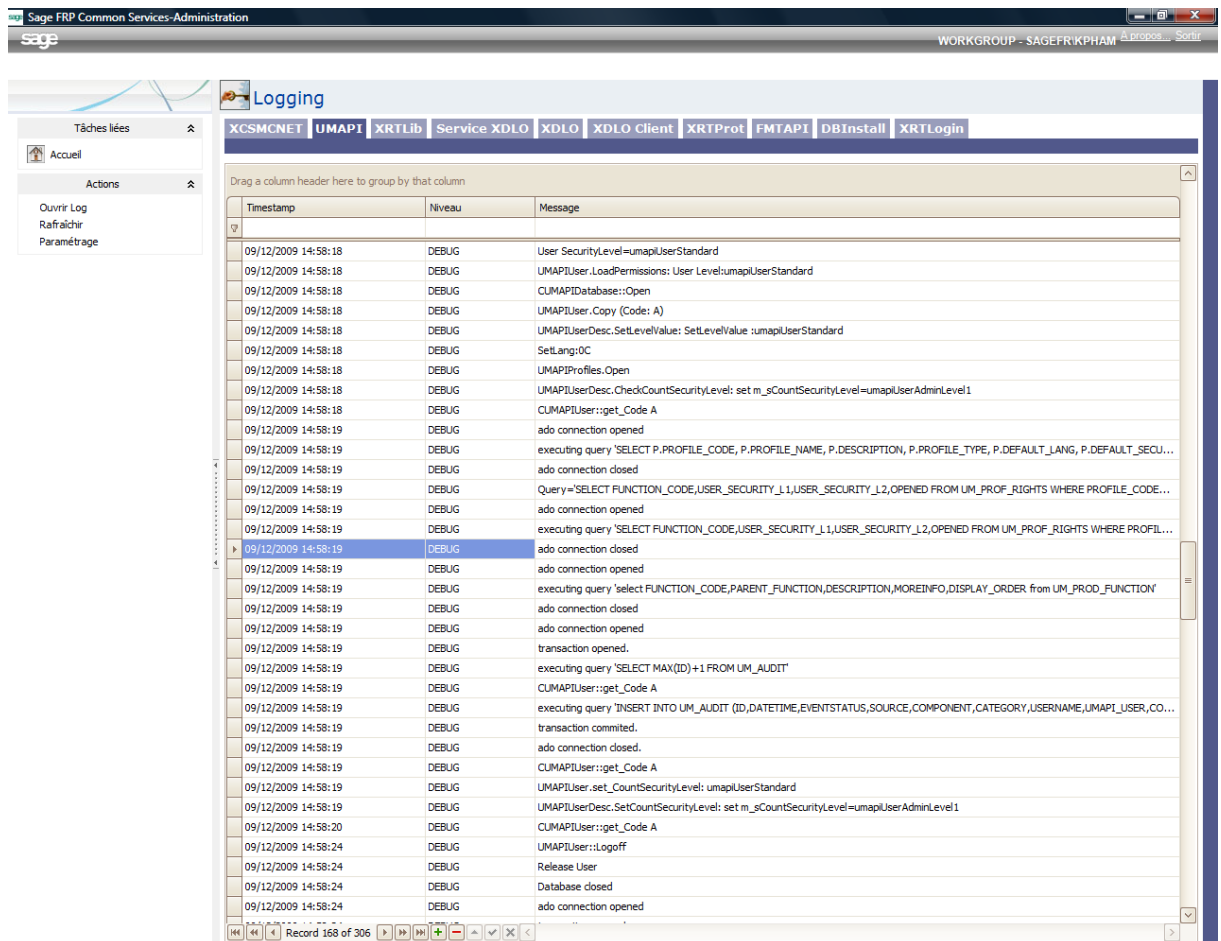 sage Sage FRP Common Services-Administration
sage
WORKGROUP - SAGEFR\KPHAM A propos... Sortir
Logging
Tâches liées
Accueil
Actions
Ouvrir Log
Rafraîchir
Paramétrage
XCSMCNET UMAPI XRTLib Service XDLO XDLO XDLO Client XRTProt FMTAPI DBInstall XRTLogin
Drag a column header here to group by that column
Timestamp Niveau Message
09/12/2009 14:58:18 DEBUG User SecurityLevel=umapiUserStandard
09/12/2009 14:58:18 DEBUG UMAPIUser.LoadPermissions: User Level:umapiUserStandard
09/12/2009 14:58:18 DEBUG CUMAPIDatabase::Open
09/12/2009 14:58:18 DEBUG UMAPIUser.Copy (Code: A)
09/12/2009 14:58:18 DEBUG UMAPIUserDesc.SetLevelValue: SetLevelValue :umapiUserStandard
09/12/2009 14:58:18 DEBUG SetLang:0C
09/12/2009 14:58:18 DEBUG UMAPIProfiles.Open
09/12/2009 14:58:18 DEBUG UMAPIUserDesc.CheckCountSecurityLevel: set m_sCountSecurityLevel=umapiUserAdminLevel1
09/12/2009 14:58:18 DEBUG CUMAPIUser::get_Code A
09/12/2009 14:58:19 DEBUG ado connection opened
09/12/2009 14:58:19 DEBUG executing query 'SELECT P.PROFILE_CODE, P.PROFILE_NAME, P.DESCRIPTION, P.PROFILE_TYPE, P.DEFAULT_LANG, P.DEFAULT_SECU...
09/12/2009 14:58:19 DEBUG ado connection closed
09/12/2009 14:58:19 DEBUG Query='SELECT FUNCTION_CODE,USER_SECURITY_L1,USER_SECURITY_L2,OPENED FROM UM_PROF_RIGHTS WHERE PROFILE_CODE...
09/12/2009 14:58:19 DEBUG ado connection opened
09/12/2009 14:58:19 DEBUG executing query 'SELECT FUNCTION_CODE,USER_SECURITY_L1,USER_SECURITY_L2,OPENED FROM UM_PROF_RIGHTS WHERE PROFIL...
09/12/2009 14:58:19 DEBUG ado connection closed
09/12/2009 14:58:19 DEBUG ado connection opened
09/12/2009 14:58:19 DEBUG executing query 'select FUNCTION_CODE,PARENT_FUNCTION,DESCRIPTION,MOREINFO,DISPLAY_ORDER from UM_PROD_FUNCTION'
09/12/2009 14:58:19 DEBUG ado connection closed
09/12/2009 14:58:19 DEBUG ado connection opened
09/12/2009 14:58:19 DEBUG transaction opened.
09/12/2009 14:58:19 DEBUG executing query 'SELECT MAX(ID)+1 FROM UM_AUDIT'
09/12/2009 14:58:19 DEBUG CUMAPIUser::get_Code A
09/12/2009 14:58:19 DEBUG executing query 'INSERT INTO UM_AUDIT (ID,DATETIME,EVENTSTATUS,SOURCE,COMPONENT,CATEGORY,USERNAME,UMAPI_USER,CO...
09/12/2009 14:58:19 DEBUG transaction commited.
09/12/2009 14:58:19 DEBUG ado connection closed.
09/12/2009 14:58:19 DEBUG CUMAPIUser::get_Code A
09/12/2009 14:58:19 DEBUG UMAPIUser.set_CountSecurityLevel: umapiUserStandard
09/12/2009 14:58:19 DEBUG UMAPIUserDesc.SetCountSecurityLevel: set m_sCountSecurityLevel=umapiUserAdminLevel1
09/12/2009 14:58:20 DEBUG CUMAPIUser::get_Code A
09/12/2009 14:58:24 DEBUG UMAPIUser::Logoff
09/12/2009 14:58:24 DEBUG Release User
09/12/2009 14:58:24 DEBUG Database closed
09/12/2009 14:58:24 DEBUG ado connection opened
Record 168 of 306